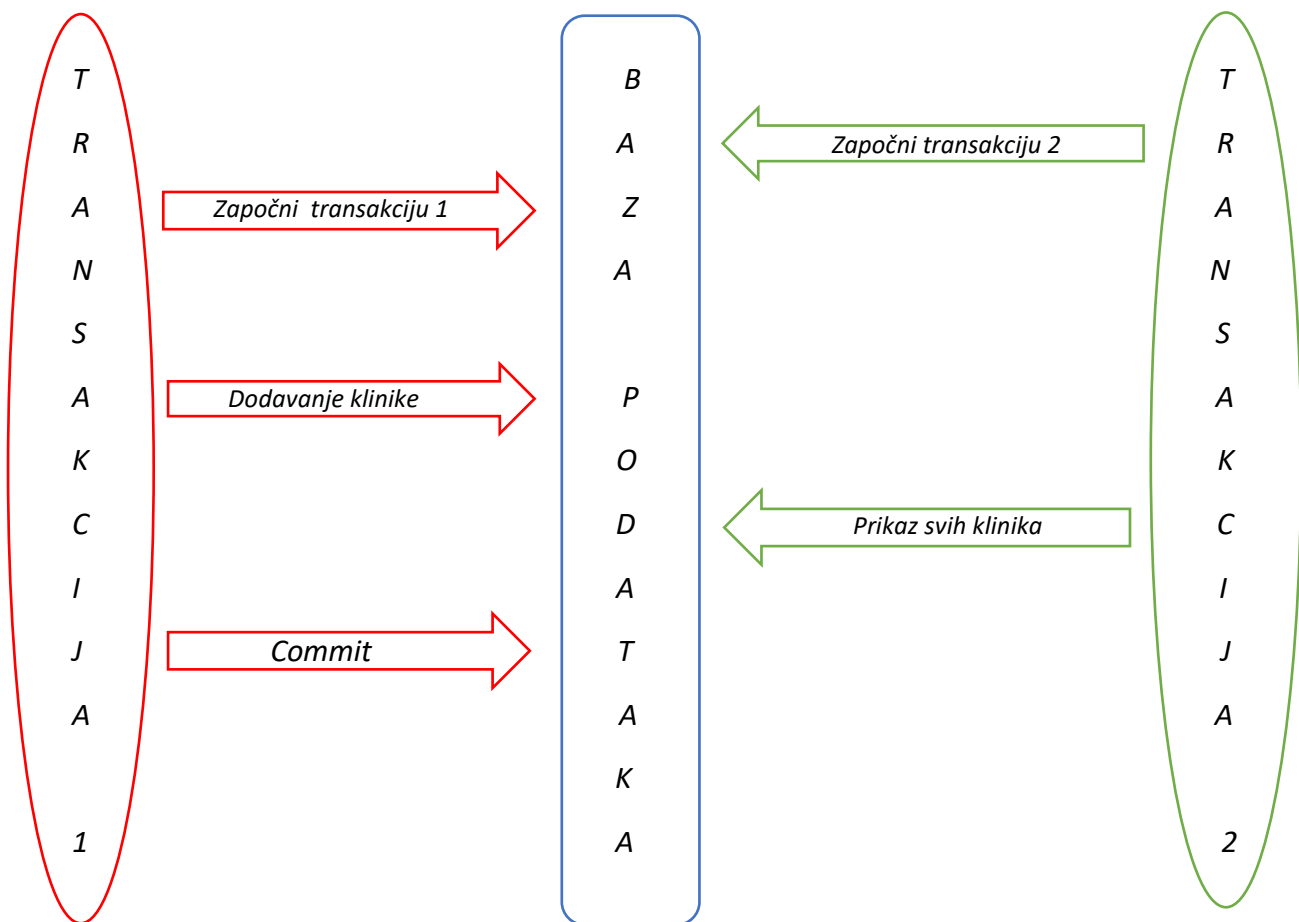 T R A N S A K C I J A 1
Započni transakciju 1
Dodavanje klinike
Commit
B A Z A P O D A T A K A
Započni transakciju 2
Prikaz svih klinika
T R A N S A K C I J A 2